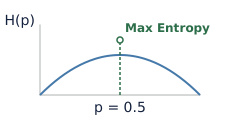 H(p)
Max Entropy
p = 0.5